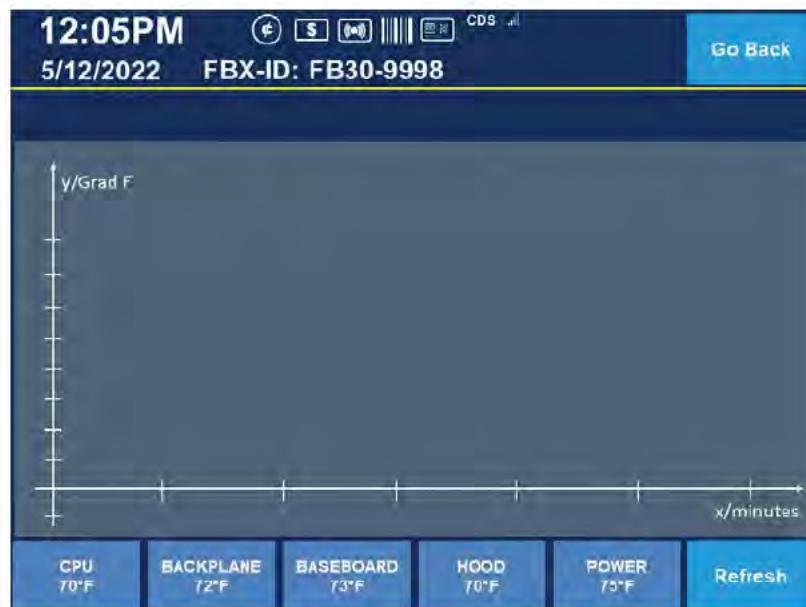 12:05PM
¢ $ CDS
Go Back
5/12/2022 FBX-ID: FB30-9998
y/Grad F
x/minutes
CPU
70°F
BACKPLANE
72°F
BASEBOARD
73°F
HOOD
70°F
POWER
75°F
Refresh